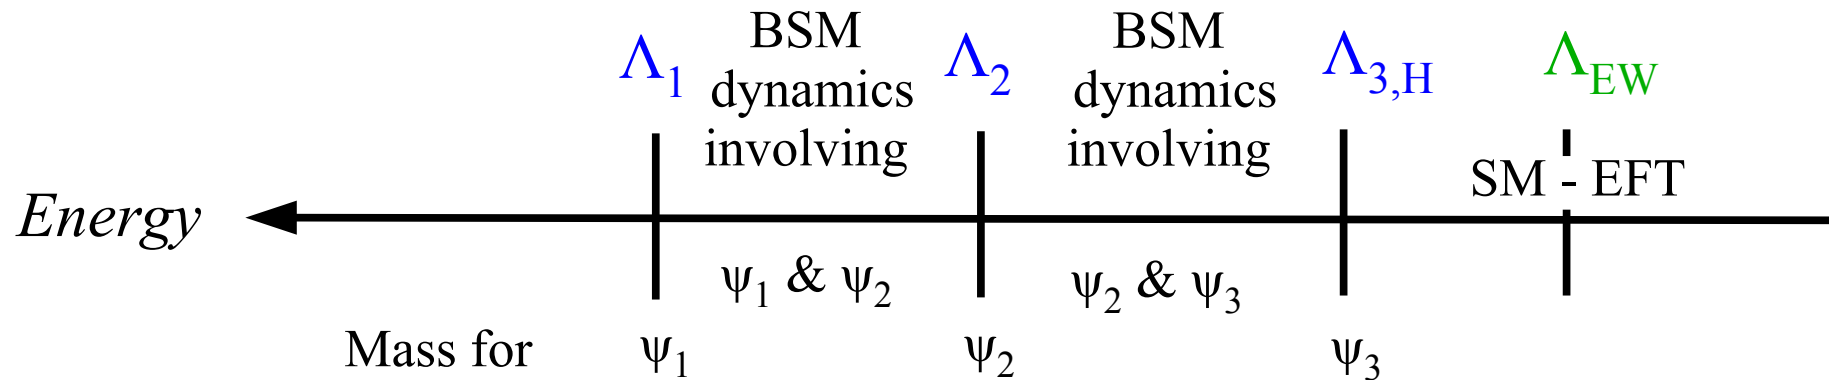 Λ1
BSM
dynamics
involving
Λ2
BSM
dynamics
involving
Λ3,H
ΛEW
SM - EFT
Energy
ψ1 & ψ2
ψ2 & ψ3
Mass for
ψ1
ψ2
ψ3